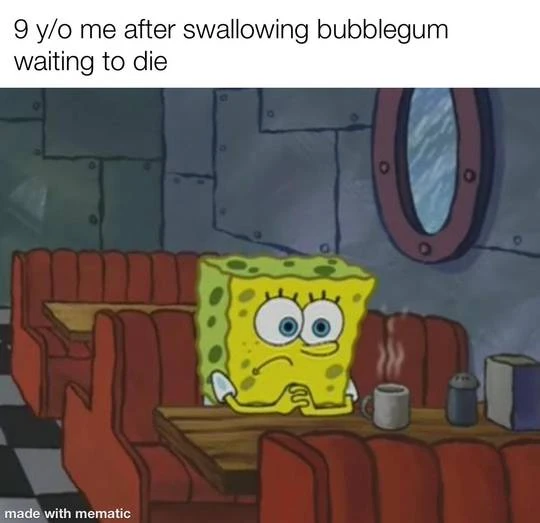 9 y/o me after swallowing bubblegum
waiting to die
made with mematic